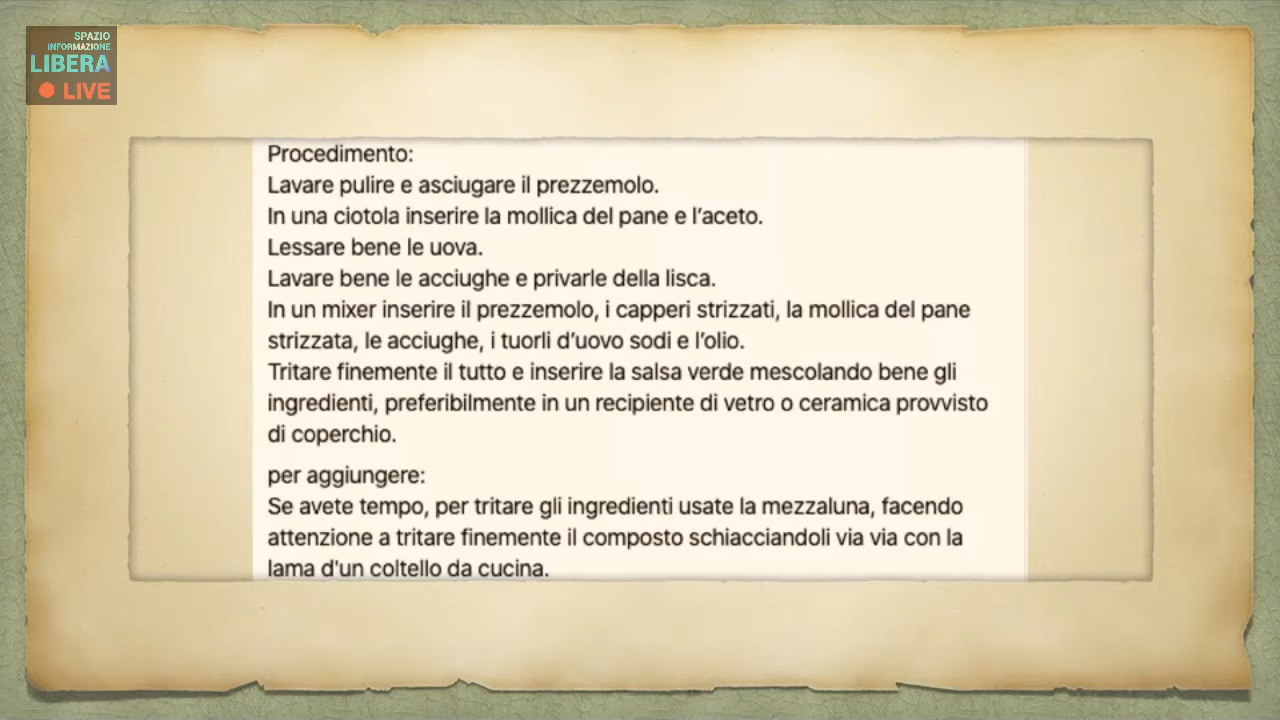 SPAZIO
INFORMAZIONE
LIBERA
LIVE
Procedimento:
Lavare pulire e asciugare il prezzemolo.
In una ciotola inserire la mollica del pane e l’aceto.
Lessare bene le uova.
Lavare bene le acciughe e privarle della lisca.
In un mixer inserire il prezzemolo, i capperi strizzati, la mollica del pane
strizzata, le acciughe, i tuorli d’uovo sodi e l’olio.
Tritare finemente il tutto e inserire la salsa verde mescolando bene gli
ingredienti, preferibilmente in un recipiente di vetro o ceramica provvisto
di coperchio.
per aggiungere:
Se avete tempo, per tritare gli ingredienti usate la mezzaluna, facendo
attenzione a tritare finemente il composto schiacciandoli via via con la
lama d'un coltello da cucina.